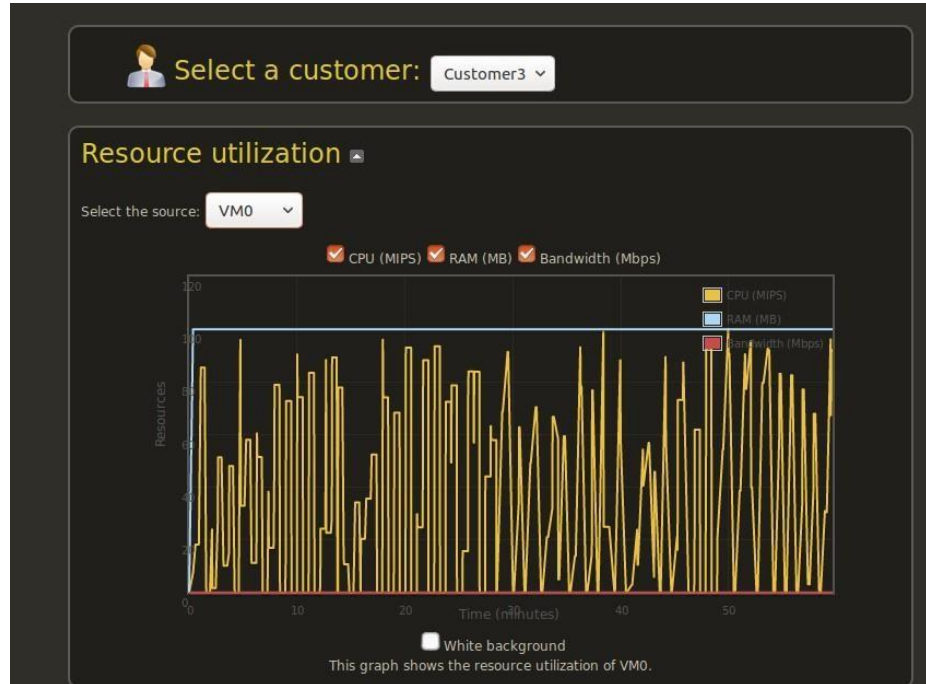 Select a customer: Customer3
Resource utilization
Select the source: VM0
CPU (MIPS) RAM (MB) Bandwidth (Mbps)
120
100
80
60
40
20
0
Resources
CPU (MIPS)
RAM (MB)
Bandwidth (Mbps)
0 10 20 30 40 50
Time (minutes)
White background
This graph shows the resource utilization of VM0.